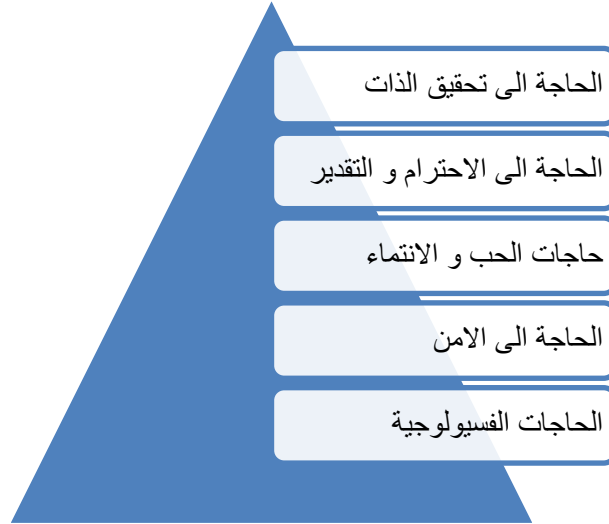 الحاجة الى تحقيق الذات
الحاجة الى الاحترام و التقدير
حاجات الحب و الانتماء
الحاجة الى الامن
الحاجات الفسيولوجية